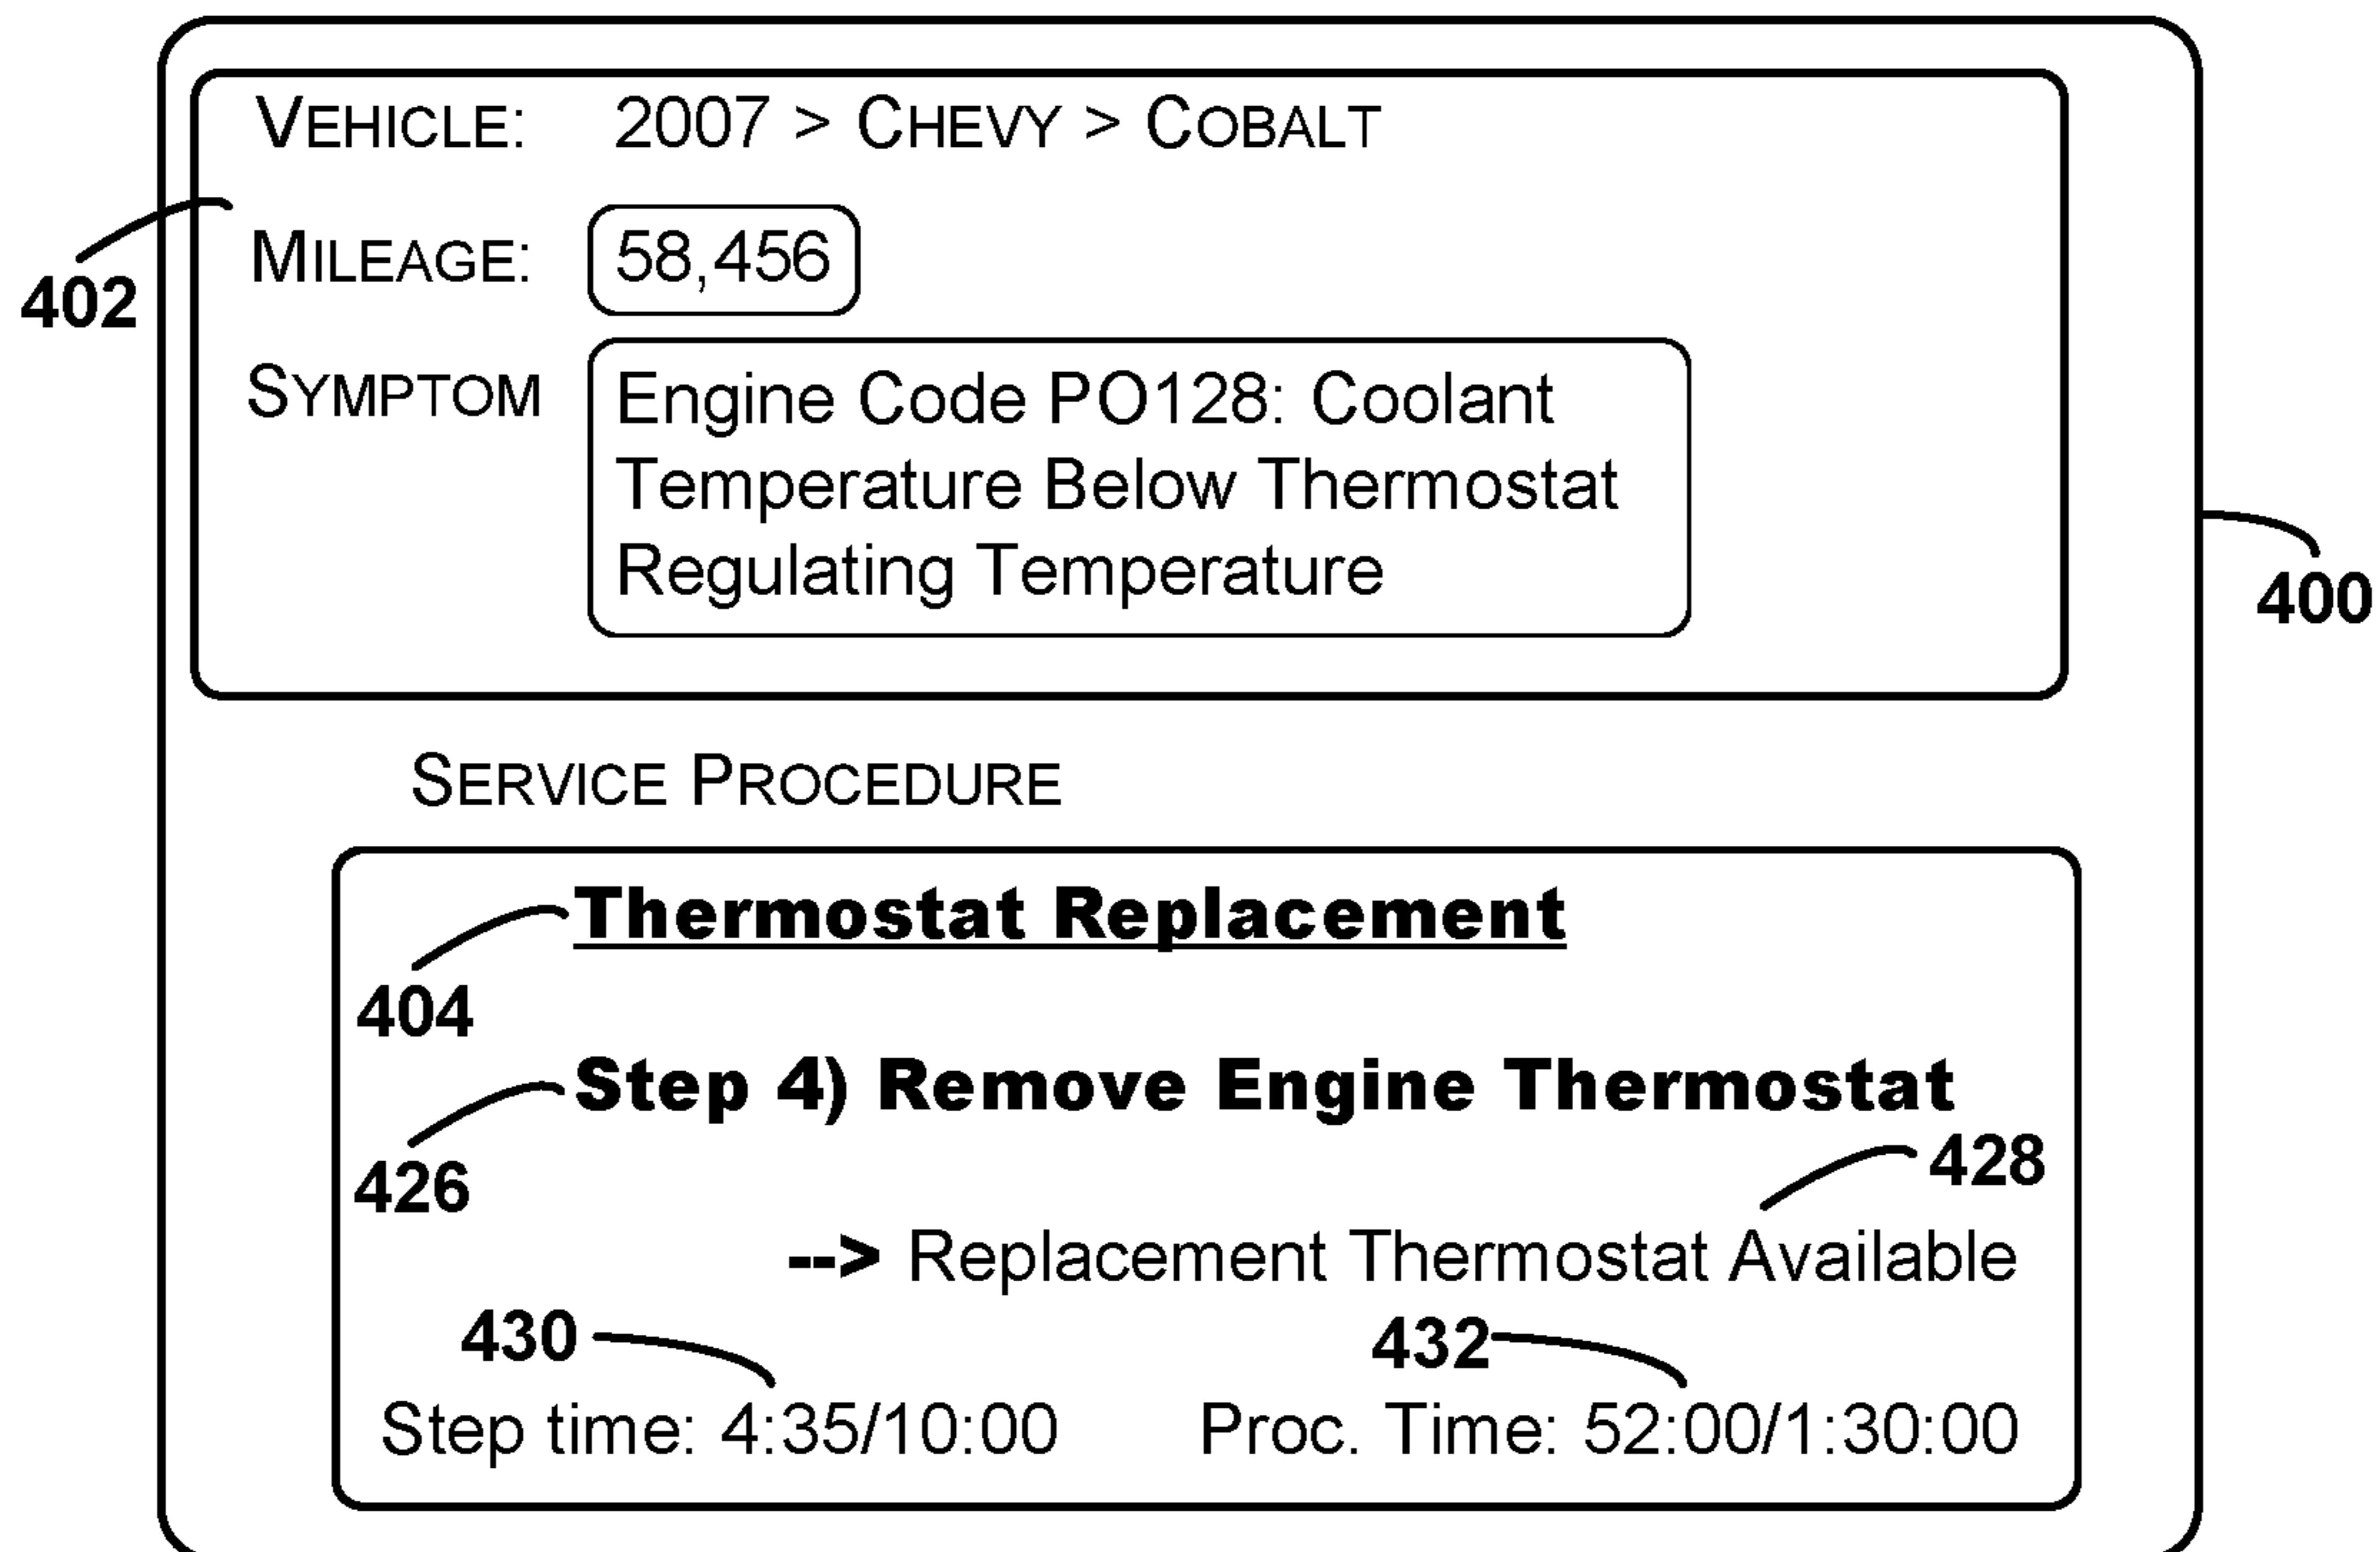 VEHICLE: 2007 > CHEVY > COBALT
MILEAGE: 58,456
402
SYMPTOM Engine Code PO128: Coolant
Temperature Below Thermostat
Regulating Temperature
400
SERVICE PROCEDURE
Thermostat Replacement
404
Step 4) Remove Engine Thermostat
426
428
--> Replacement Thermostat Available
430 432
Step time: 4:35/10:00 Proc. Time: 52:00/1:30:00